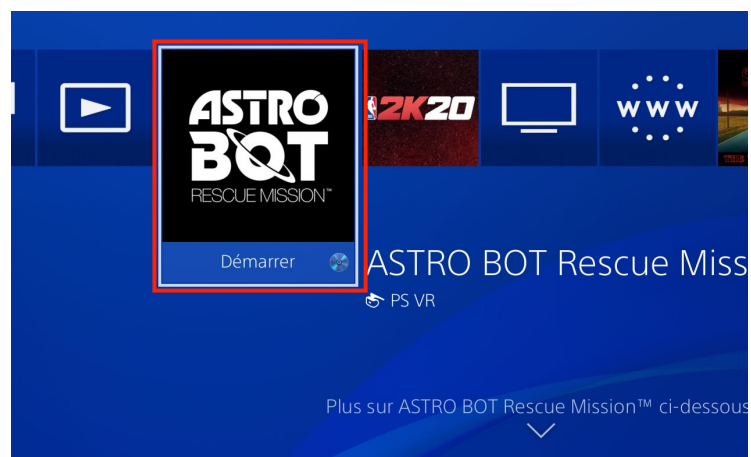 ASTRO
BOT
RESCUE MISSION™
2K20
www
Démarrer
ASTRO BOT Rescue Miss
PS VR
Plus sur ASTRO BOT Rescue Mission™ ci-dessous